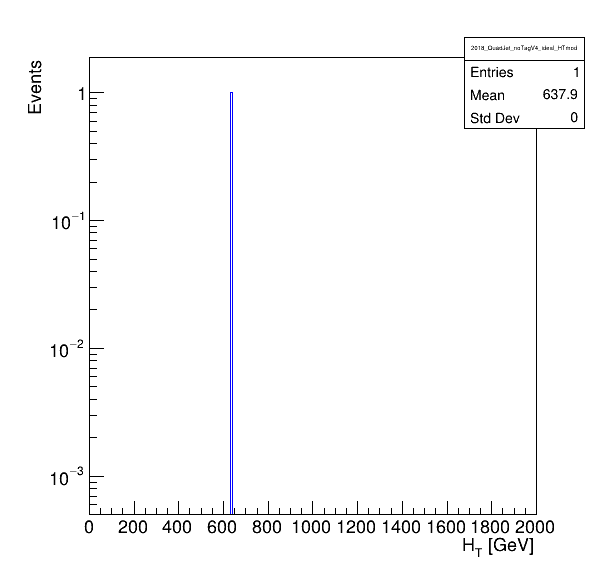 2018_QuadJet_noTagV4_ideal_HTmod
Entries 1
Mean 637.9
Std Dev 0
Events
1
10−1
10−2
10−3
0 200 400 600 800 1000 1200 1400 1600 1800 2000
HT [GeV]